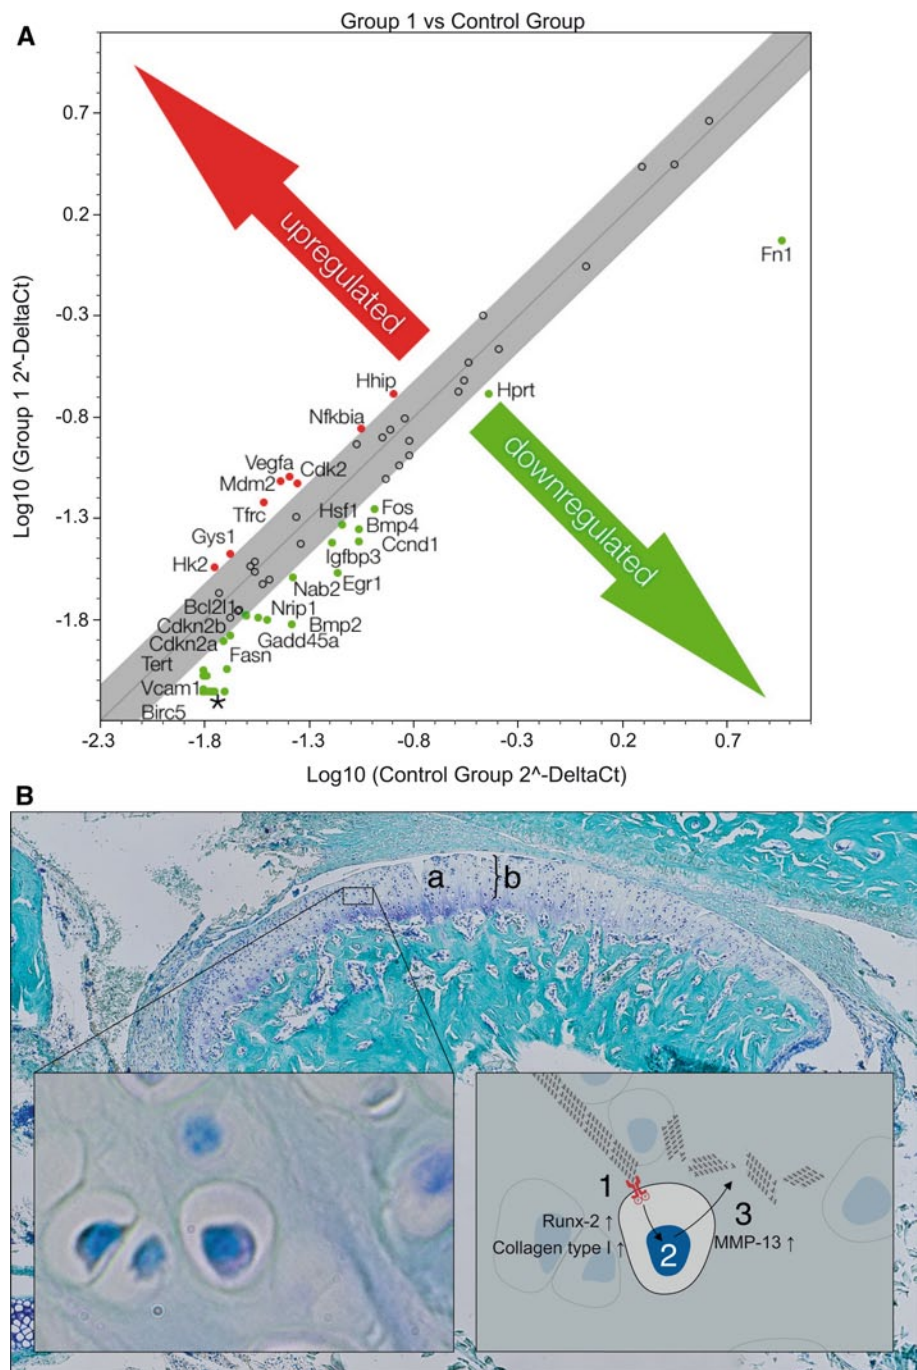 A
Group 1 vs Control Group
Log10 (Group 1 2^-DeltaCt)
0.7
0.2
-0.3
-0.8
-1.3
-1.8
-2.3
-1.8
-1.3
-0.8
-0.3
0.2
0.7
Log10 (Control Group 2^-DeltaCt)
upregulated
downregulated
Fn1
Hhip
Hprt
Nfkbia
Vegfa
Cdk2
Mdm2
Tfrc
Hsf1
Fos
Bmp4
Gys1
Ccnd1
Igfbp3
Hk2
Egr1
Nab2
Bcl2l1
Nrip1
Cdkn2b
Bmp2
Gadd45a
Cdkn2a
Fasn
Tert
Vcam1
*
Birc5
B
a
b
1
Runx-2 ↑
Collagen type I ↑
2
3
MMP-13 ↑